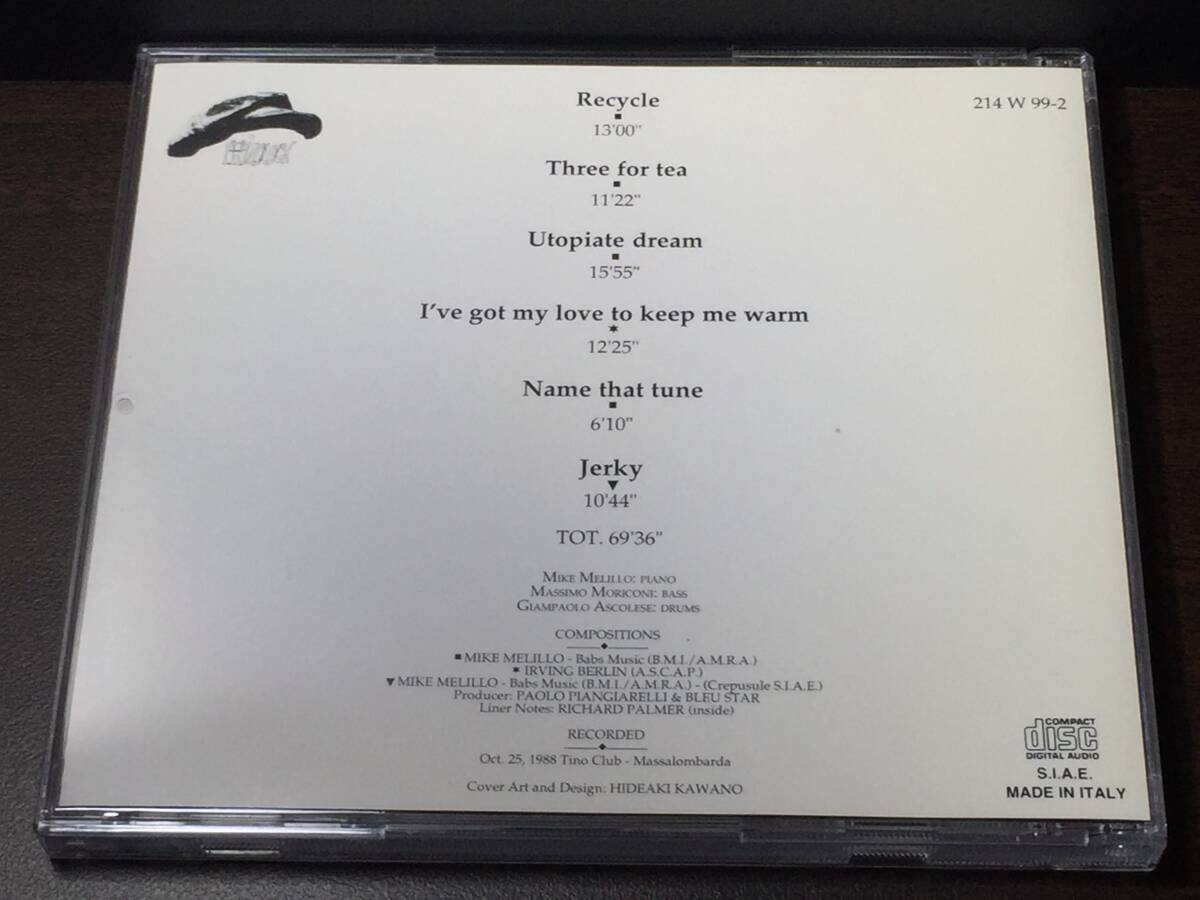 Recycle
214 W 99-2
13'00"
Three for tea
11'22"
Utopiate dream
15'55"
I've got my love to keep me warm
12'25"
Name that tune
6'10"
Jerky
10'44"
TOT. 69'36"
MIKE MELILLO: PIANO
MASSIMO MORICONI: BASS
GIAMPAOLO ASCOLESE: DRUMS
COMPOSITIONS
■ MIKE MELILLO - Babs Music (B.M.I./A.M.R.A.)
✶ IRVING BERLIN (A.S.C.A.P.)
▼ MIKE MELILLO - Babs Music (B.M.I./A.M.R.A.) - (Crepusule S.I.A.E.)
Producer: PAOLO PIANGIARELLI & BLEU STAR
Liner Notes: RICHARD PALMER (inside)
RECORDED
Oct. 25, 1988 Tino Club - Massalombarda
Cover Art and Design: HIDEAKI KAWANO
COMPACT
disc
DIGITAL AUDIO
S.I.A.E.
MADE IN ITALY